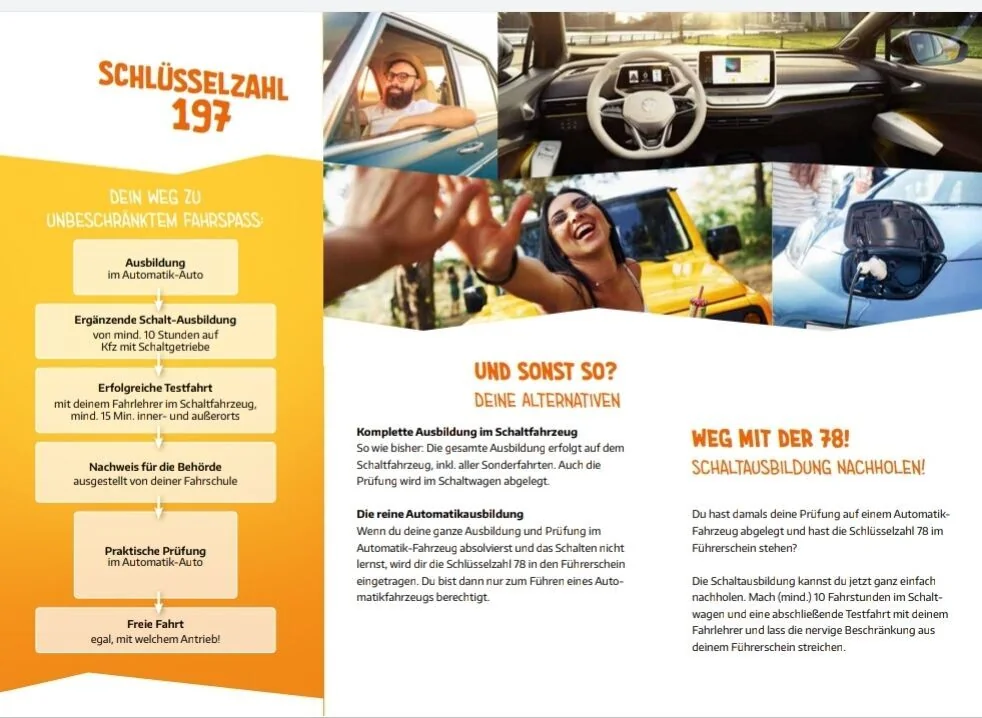 SCHLÜSSELZAHL
197
DEIN WEG ZU
UNBESCHRÄNKTEM FAHRSPASS:
Ausbildung
im Automatik-Auto
Ergänzende Schalt-Ausbildung
von mind. 10 Stunden auf
Kfz mit Schaltgetriebe
Erfolgreiche Testfahrt
mit deinem Fahrlehrer im Schaltfahrzeug,
mind. 15 Min. inner- und außerorts
Nachweis für die Behörde
ausgestellt von deiner Fahrschule
Praktische Prüfung
im Automatik-Auto
Freie Fahrt
egal, mit welchem Antrieb!
UND SONST SO?
DEINE ALTERNATIVEN
Komplette Ausbildung im Schaltfahrzeug
So wie bisher: Die gesamte Ausbildung erfolgt auf dem
Schaltfahrzeug, inkl. aller Sonderfahrten. Auch die
Prüfung wird im Schaltwagen abgelegt.
Die reine Automatikausbildung
Wenn du deine ganze Ausbildung und Prüfung im
Automatik-Fahrzeug absolvierst und das Schalten nicht
lernst, wird dir die Schlüsselzahl 78 in den Führerschein
eingetragen. Du bist dann nur zum Führen eines Auto-
matikfahrzeugs berechtigt.
WEG MIT DER 78!
SCHALTAUSBILDUNG NACHHOLEN!
Du hast damals deine Prüfung auf einem Automatik-
Fahrzeug abgelegt und hast die Schlüsselzahl 78 im
Führerschein stehen?
Die Schaltausbildung kannst du jetzt ganz einfach
nachholen. Mach (mind.) 10 Fahrstunden im Schalt-
wagen und eine abschließende Testfahrt mit deinem
Fahrlehrer und lass die nervige Beschränkung aus
deinem Führerschein streichen.